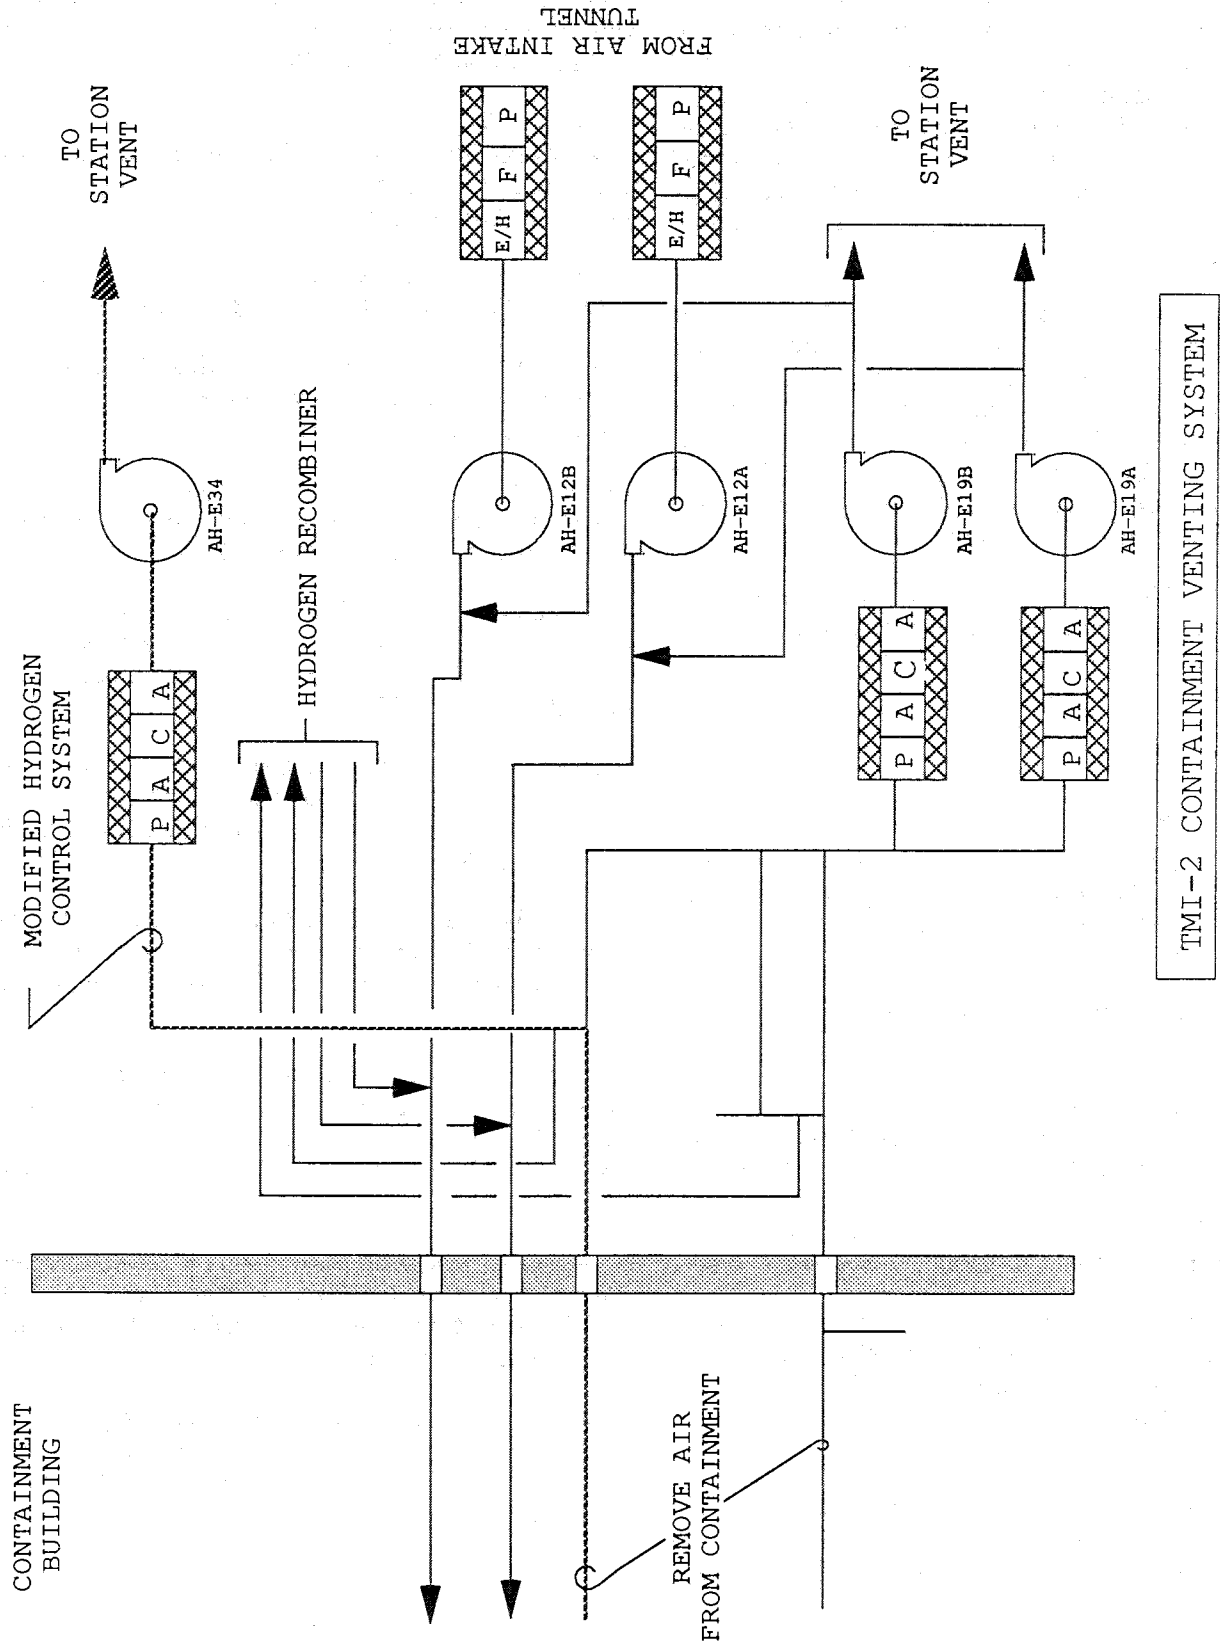 CONTAINMENT
BUILDING
MODIFIED HYDROGEN
CONTROL SYSTEM
TO
STATION
VENT
P A C A
AH-E34
HYDROGEN RECOMBINER
AH-E12B
E/H F P
FROM AIR INTAKE
TUNNEL
AH-E12A
E/H F P
REMOVE AIR
FROM CONTAINMENT
P A C A
AH-E19B
TO
STATION
VENT
P A C A
AH-E19A
TMI-2 CONTAINMENT VENTING SYSTEM